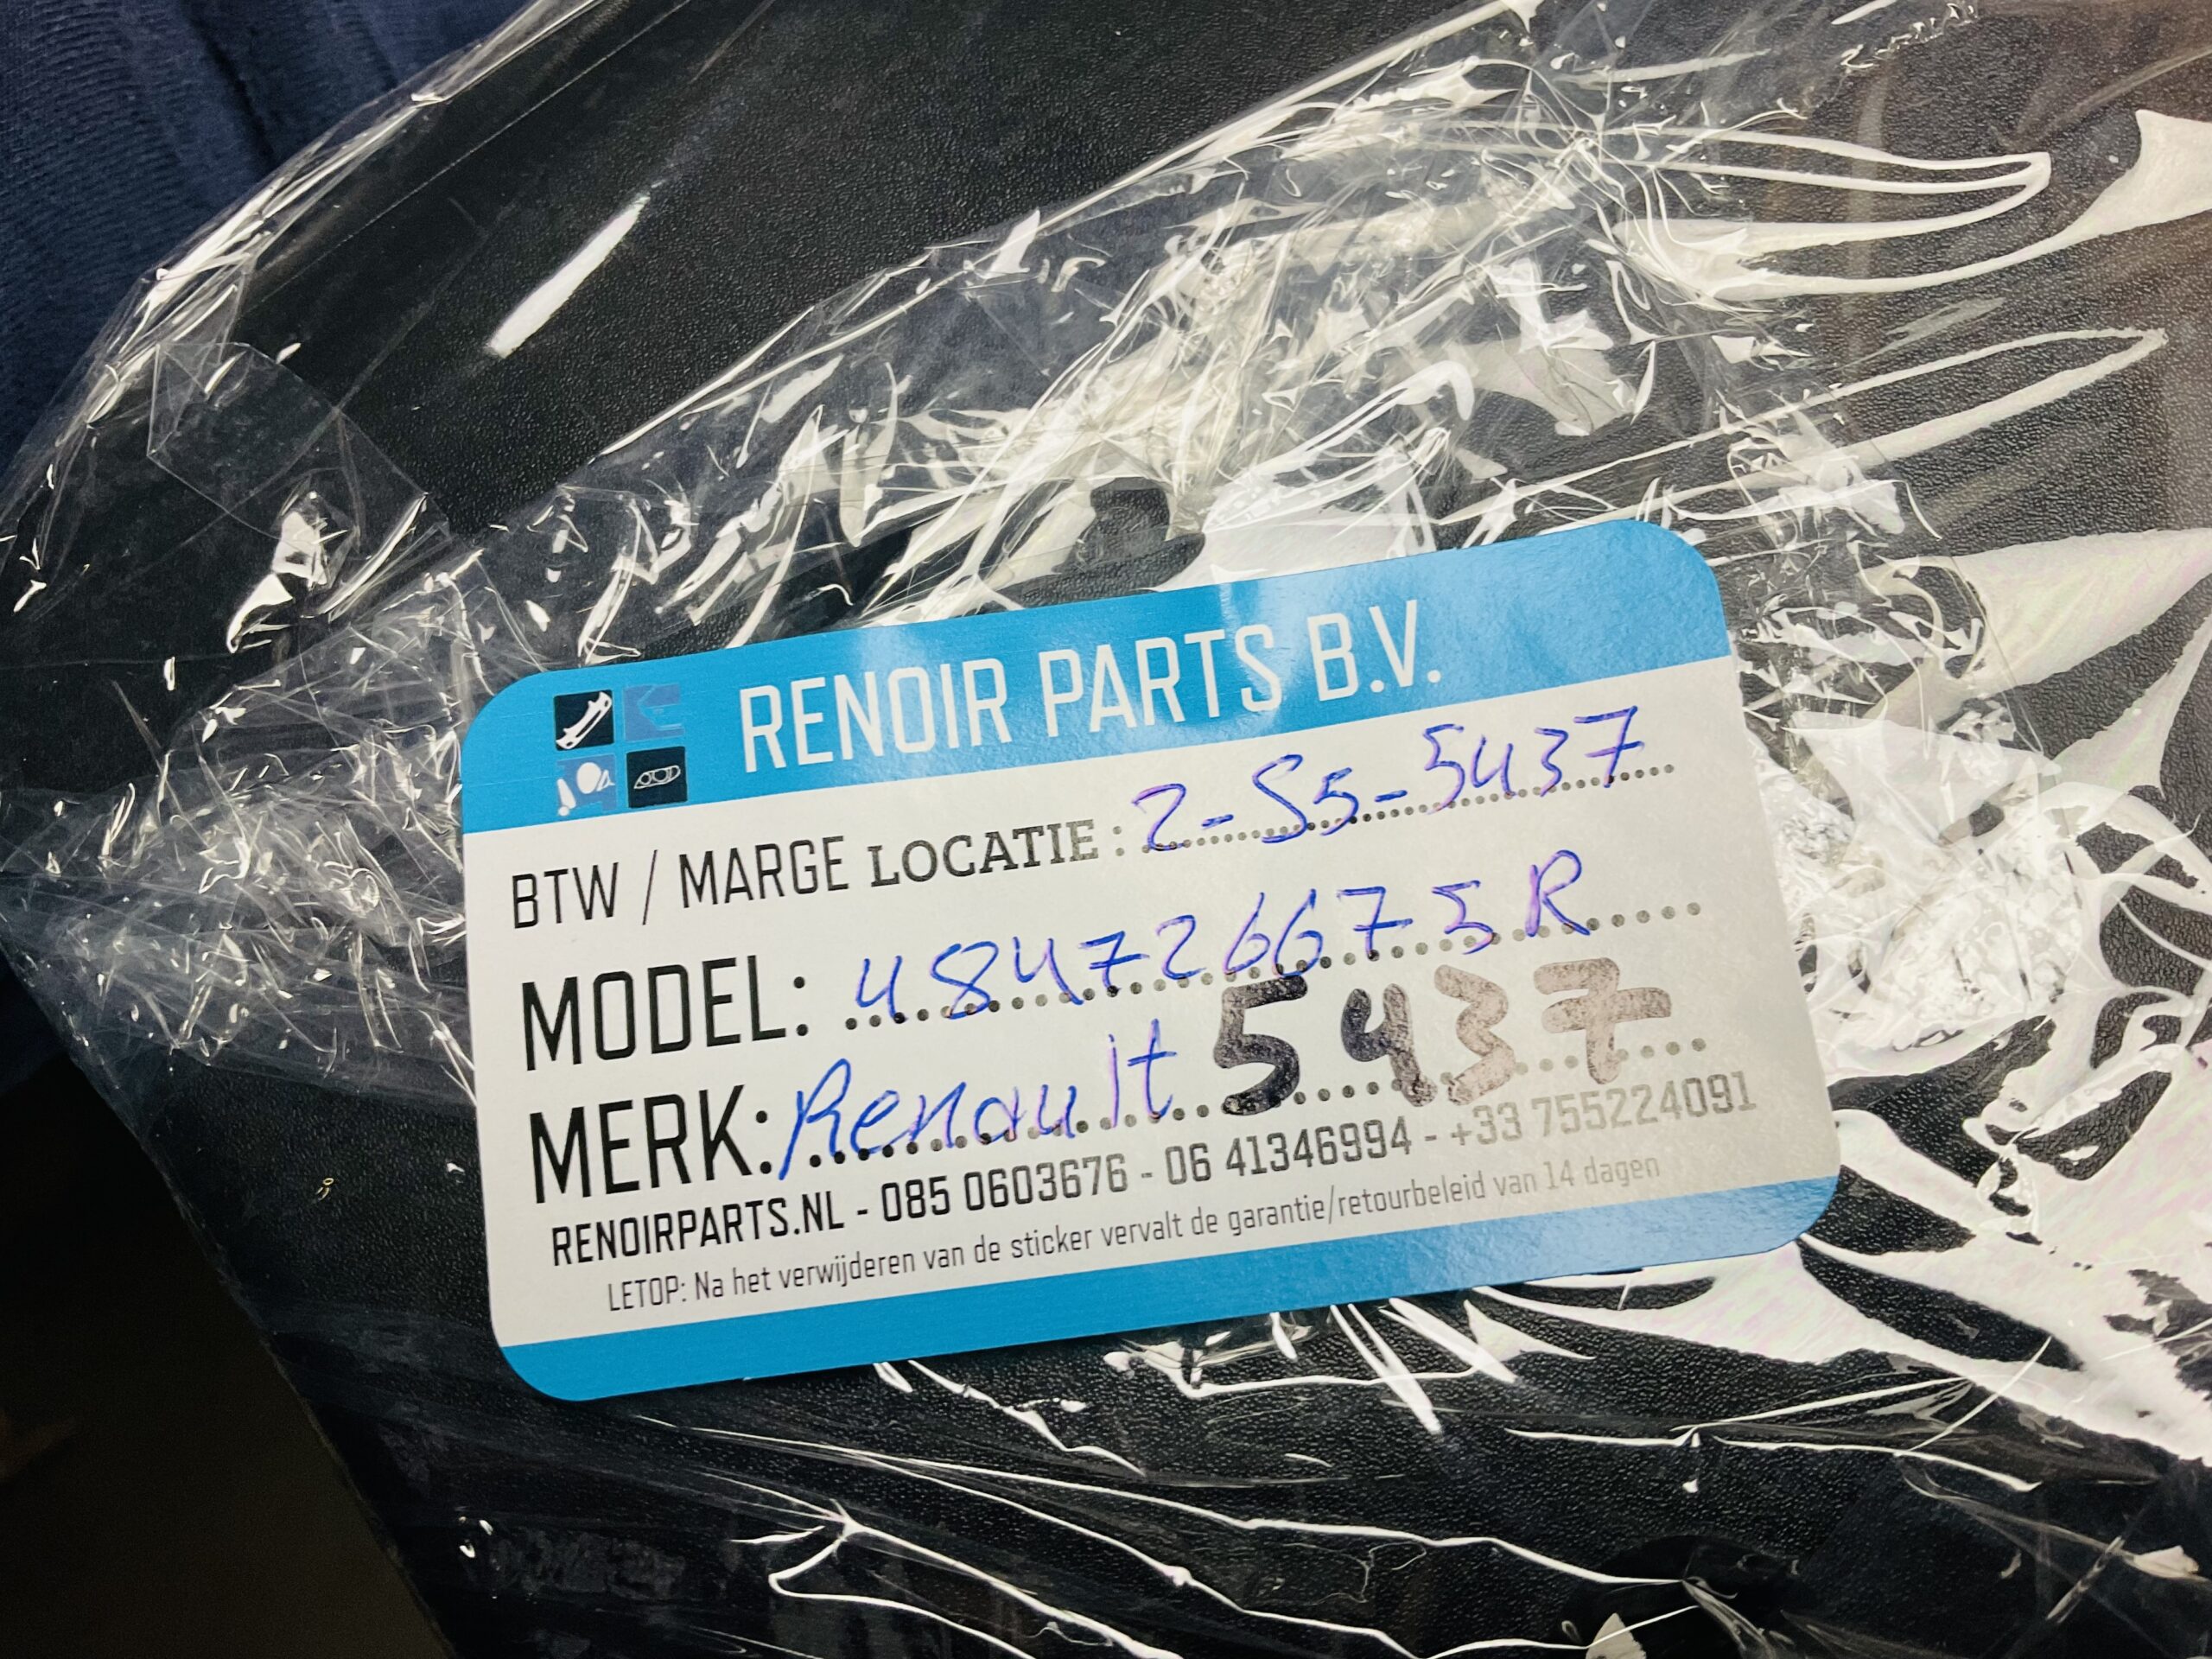 RENOIR PARTS B.V.
BTW / MARGE LOCATIE : 2-S5-5437
MODEL: 484726675R
MERK: Renault 5437
RENOIRPARTS.NL - 085 0603676 - 06 41346994 - +33 755224091
LETOP: Na het verwijderen van de sticker vervalt de garantie/retourbeleid van 14 dagen